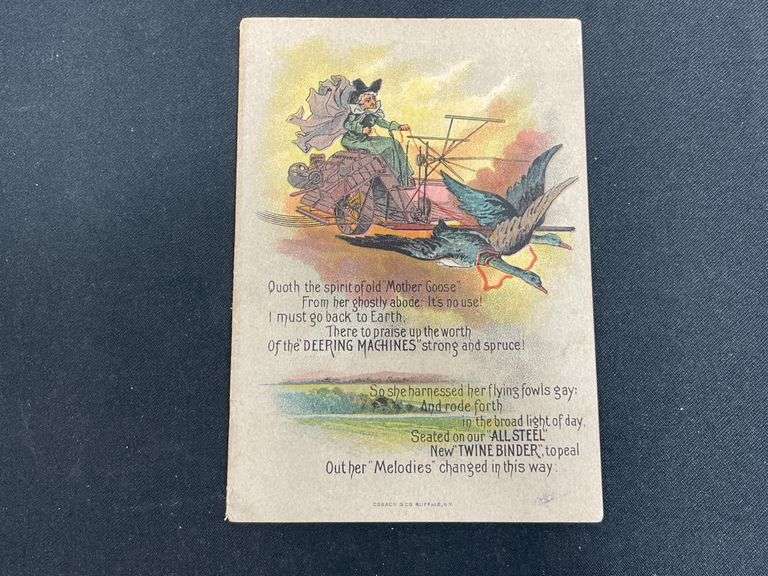 Quoth the spirit of old "Mother Goose"
From her ghostly abode: It's no use!
I must go back to Earth,
There to praise up the worth
Of the "DEERING MACHINES" strong and spruce!
So she harnessed her flying fowls gay:
And rode forth
in the broad light of day,
Seated on our "ALL STEEL"
New "TWINE BINDER", to peal
Out her "Melodies" changed in this way.
COSACK & CO. BUFFALO, N.Y.